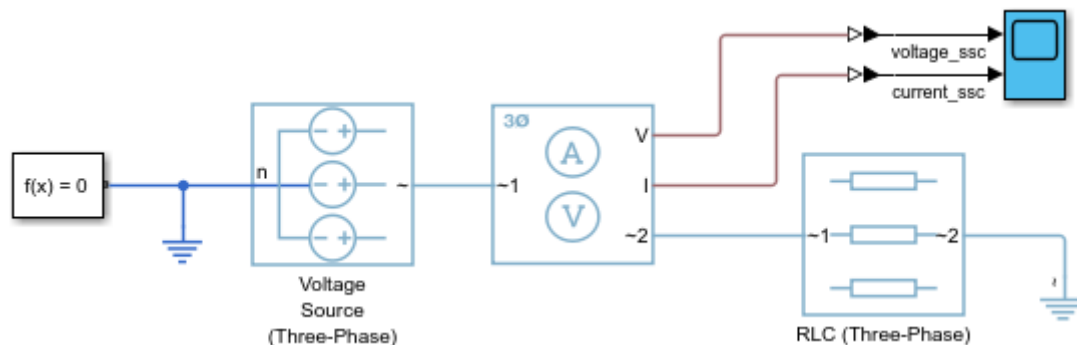 voltage_ssc
current_ssc
3Ø
A
V
V
I
f(x) = 0
n
~
~1
~2
~1
~2
~
Voltage
Source
(Three-Phase)
RLC (Three-Phase)